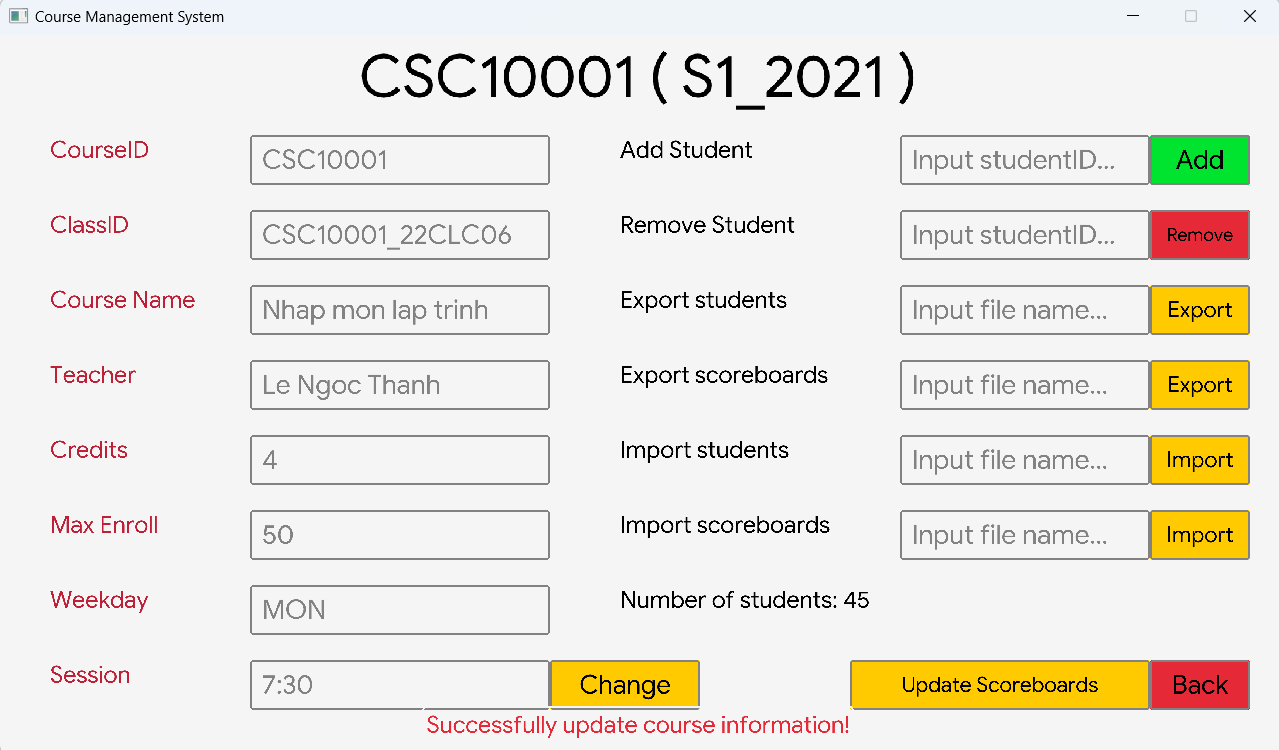 Course Management System
CSC10001 ( S1_2021 )
CourseID CSC10001 Add Student Input studentID... Add
ClassID CSC10001_22CLC06 Remove Student Input studentID... Remove
Course Name Nhap mon lap trinh Export students Input file name... Export
Teacher Le Ngoc Thanh Export scoreboards Input file name... Export
Credits 4 Import students Input file name... Import
Max Enroll 50 Import scoreboards Input file name... Import
Weekday MON Number of students: 45
Session 7:30 Change Update Scoreboards Back
Successfully update course information!